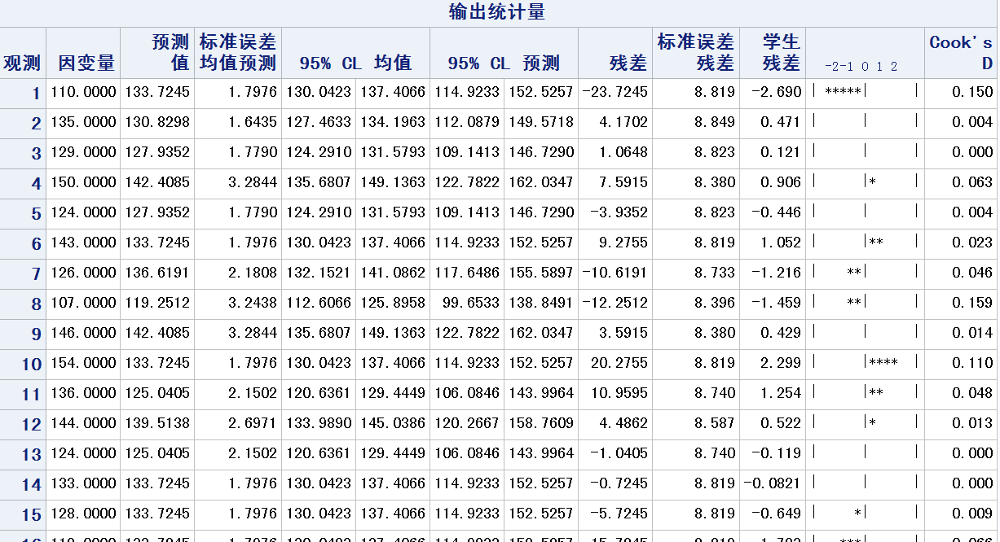 输出统计量
观测 因变量 预测值 标准误差均值预测 95% CL 均值 95% CL 预测 残差 标准误差残差 学生残差 -2-1 0 1 2 Cook's D
1 110.0000 133.7245 1.7976 130.0423 137.4066 114.9233 152.5257 -23.7245 8.819 -2.690 | *****| | 0.150
2 135.0000 130.8298 1.6435 127.4633 134.1963 112.0879 149.5718 4.1702 8.849 0.471 | | | 0.004
3 129.0000 127.9352 1.7790 124.2910 131.5793 109.1413 146.7290 1.0648 8.823 0.121 | | | 0.000
4 150.0000 142.4085 3.2844 135.6807 149.1363 122.7822 162.0347 7.5915 8.380 0.906 | |* | 0.063
5 124.0000 127.9352 1.7790 124.2910 131.5793 109.1413 146.7290 -3.9352 8.823 -0.446 | | | 0.004
6 143.0000 133.7245 1.7976 130.0423 137.4066 114.9233 152.5257 9.2755 8.819 1.052 | |** | 0.023
7 126.0000 136.6191 2.1808 132.1521 141.0862 117.6486 155.5897 -10.6191 8.733 -1.216 | **| | 0.046
8 107.0000 119.2512 3.2438 112.6066 125.8958 99.6533 138.8491 -12.2512 8.396 -1.459 | **| | 0.159
9 146.0000 142.4085 3.2844 135.6807 149.1363 122.7822 162.0347 3.5915 8.380 0.429 | | | 0.014
10 154.0000 133.7245 1.7976 130.0423 137.4066 114.9233 152.5257 20.2755 8.819 2.299 | |**** | 0.110
11 136.0000 125.0405 2.1502 120.6361 129.4449 106.0846 143.9964 10.9595 8.740 1.254 | |** | 0.048
12 144.0000 139.5138 2.6971 133.9890 145.0386 120.2667 158.7609 4.4862 8.587 0.522 | |* | 0.013
13 124.0000 125.0405 2.1502 120.6361 129.4449 106.0846 143.9964 -1.0405 8.740 -0.119 | | | 0.000
14 133.0000 133.7245 1.7976 130.0423 137.4066 114.9233 152.5257 -0.7245 8.819 -0.0821 | | | 0.000
15 128.0000 133.7245 1.7976 130.0423 137.4066 114.9233 152.5257 -5.7245 8.819 -0.649 | *| | 0.009